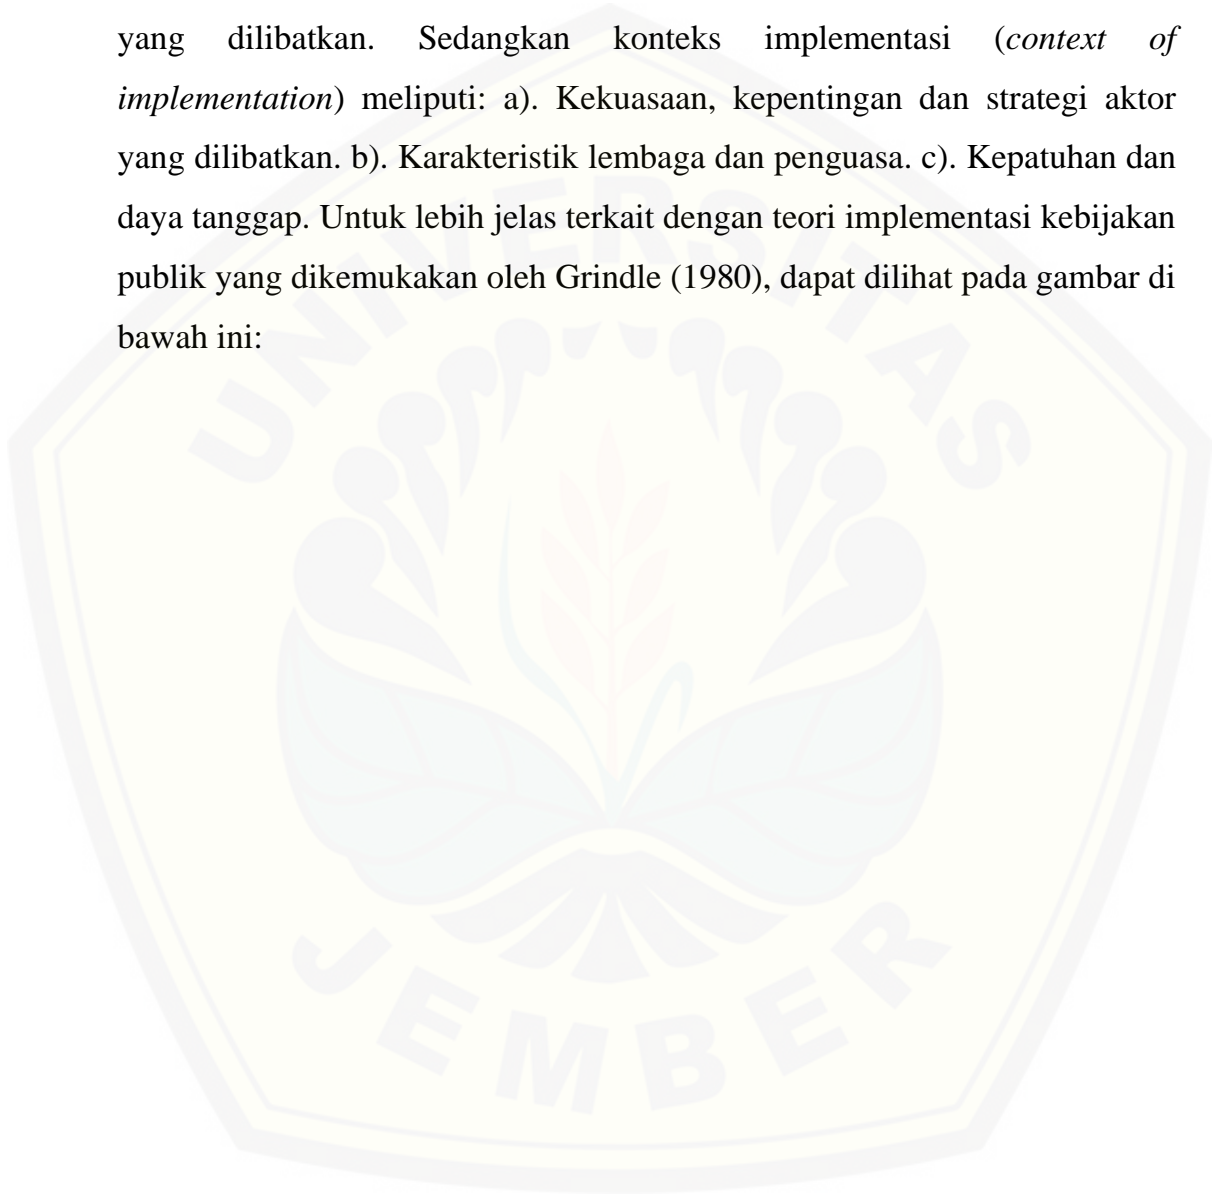 yang dilibatkan. Sedangkan konteks implementasi (context of
implementation) meliputi: a). Kekuasaan, kepentingan dan strategi aktor
yang dilibatkan. b). Karakteristik lembaga dan penguasa. c). Kepatuhan dan
daya tanggap. Untuk lebih jelas terkait dengan teori implementasi kebijakan
publik yang dikemukakan oleh Grindle (1980), dapat dilihat pada gambar di
bawah ini:
UNIVERSITAS
JEMBER